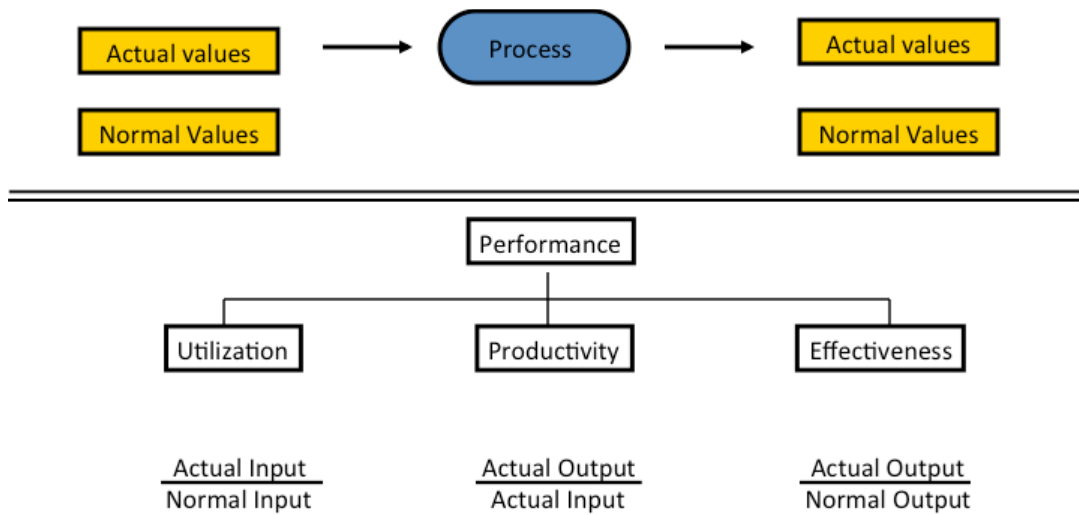 Actual values
Process
Actual values
Normal Values
Normal Values
Performance
Utilization
Productivity
Effectiveness
Actual Input
Normal Input
Actual Output
Actual Input
Actual Output
Normal Output